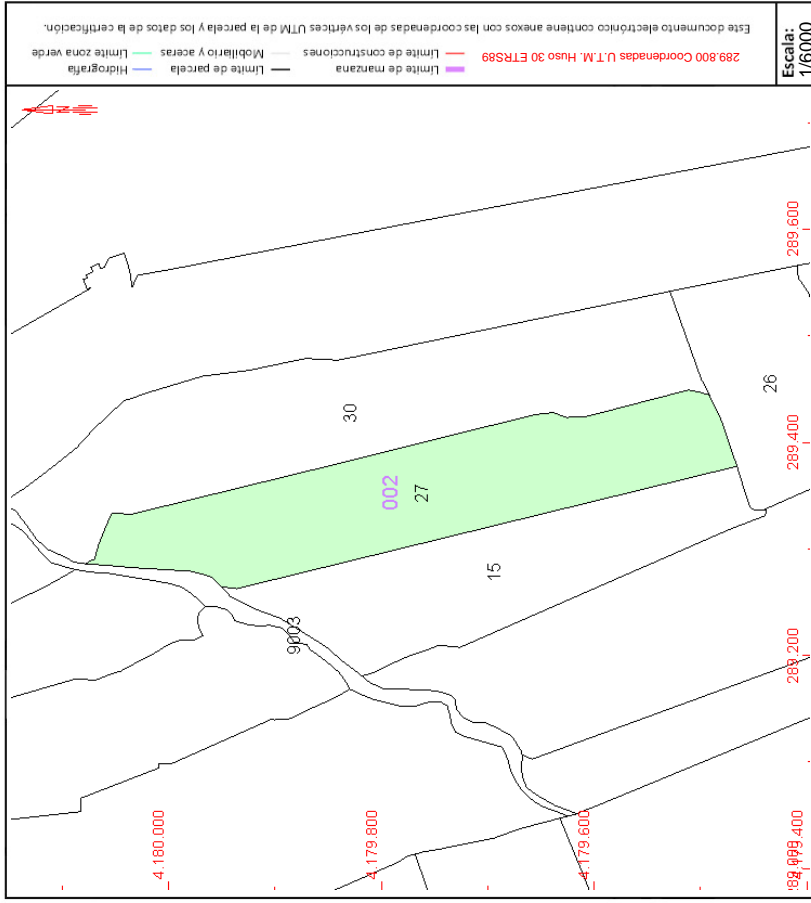 Este documento electrónico contiene anexos con las coordenadas de los vértices UTM de la parcela y los datos de la certificación.
289.800 Coordenadas U.T.M. Huso 30 ETRS89
Límite de manzana
Límite de construcciones
Límite de parcela
Mobiliario y aceras
Hidrografía
Límite zona verde
Escala:
1/6000
30
002
27
15
26
9003
4.180.000
4.179.800
4.179.600
4.179.400
289.000
289.200
289.400
289.600